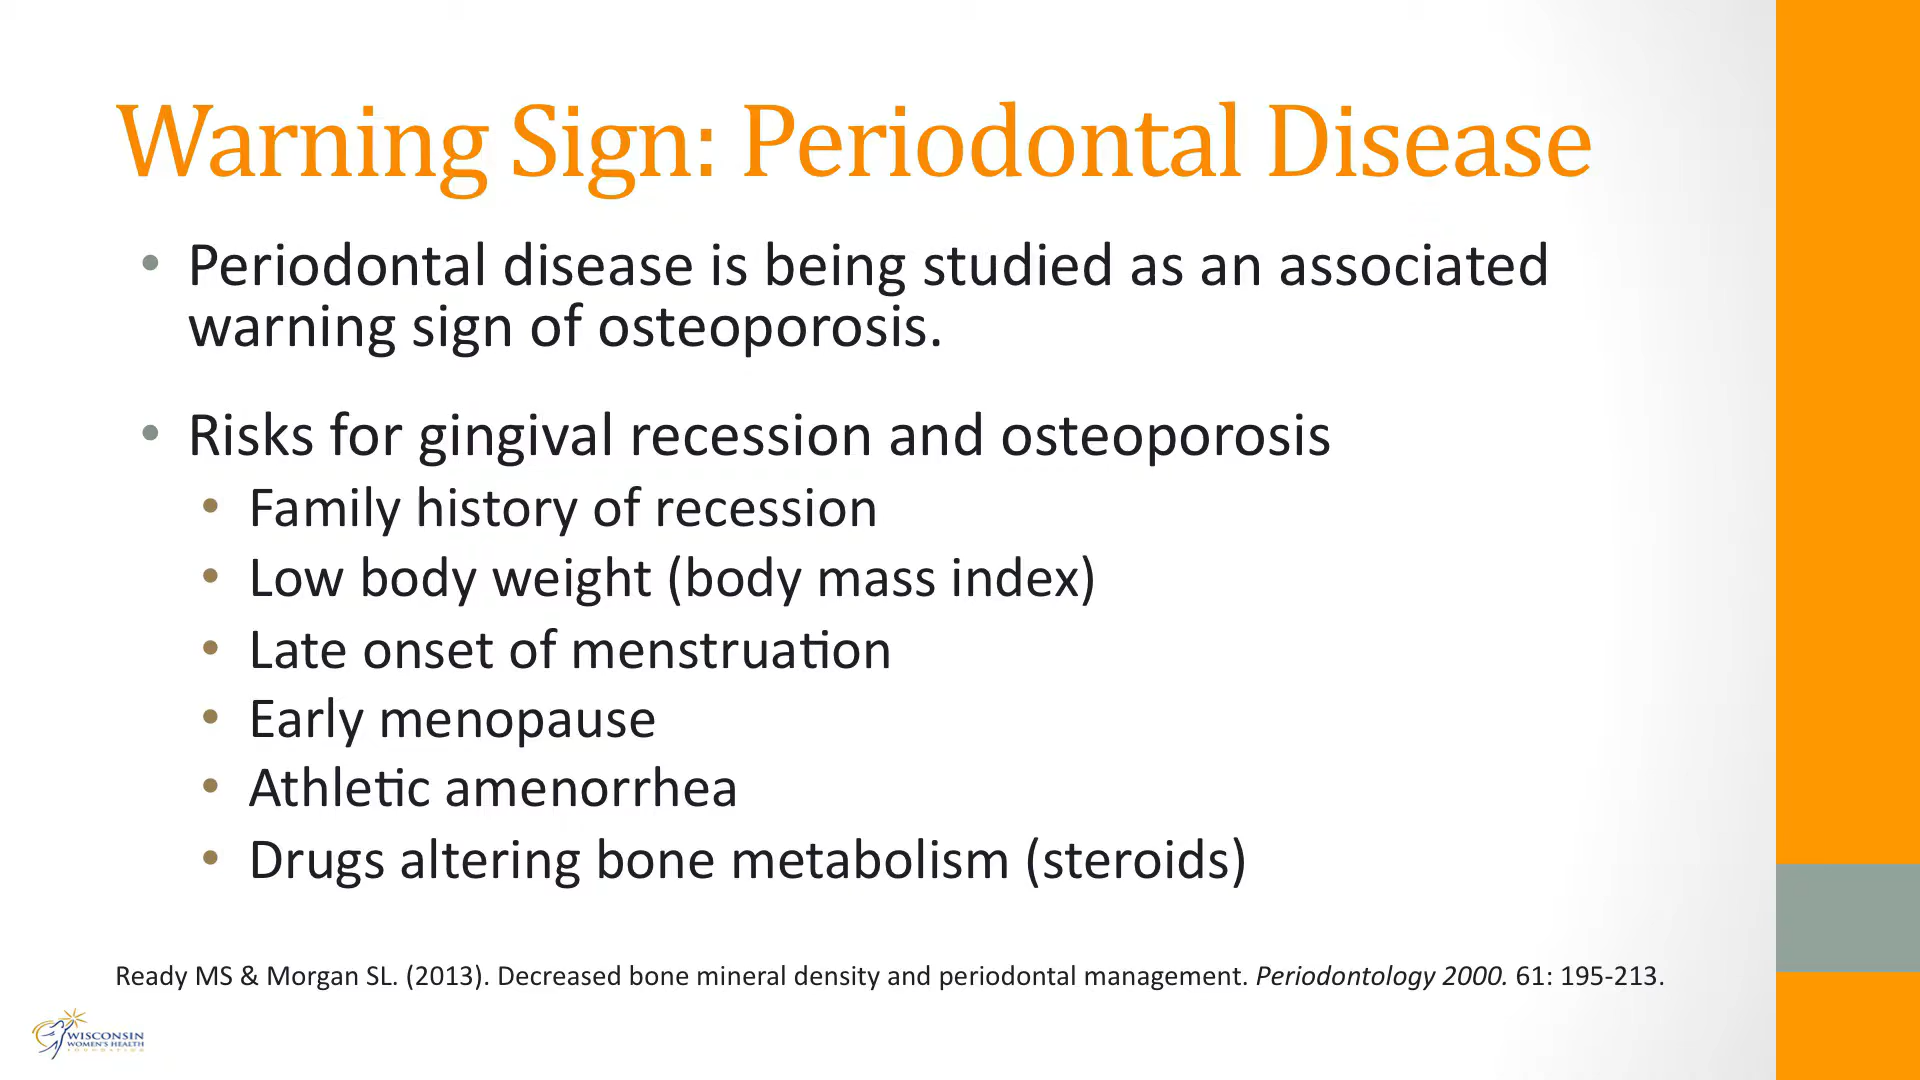 Warning Sign: Periodontal Disease
• Periodontal disease is being studied as an associated
warning sign of osteoporosis.
• Risks for gingival recession and osteoporosis
• Family history of recession
• Low body weight (body mass index)
• Late onset of menstruation
• Early menopause
• Athletic amenorrhea
• Drugs altering bone metabolism (steroids)
Ready MS & Morgan SL. (2013). Decreased bone mineral density and periodontal management. Periodontology 2000. 61: 195-213.
WISCONSIN
WOMEN'S HEALTH
FOUNDATION